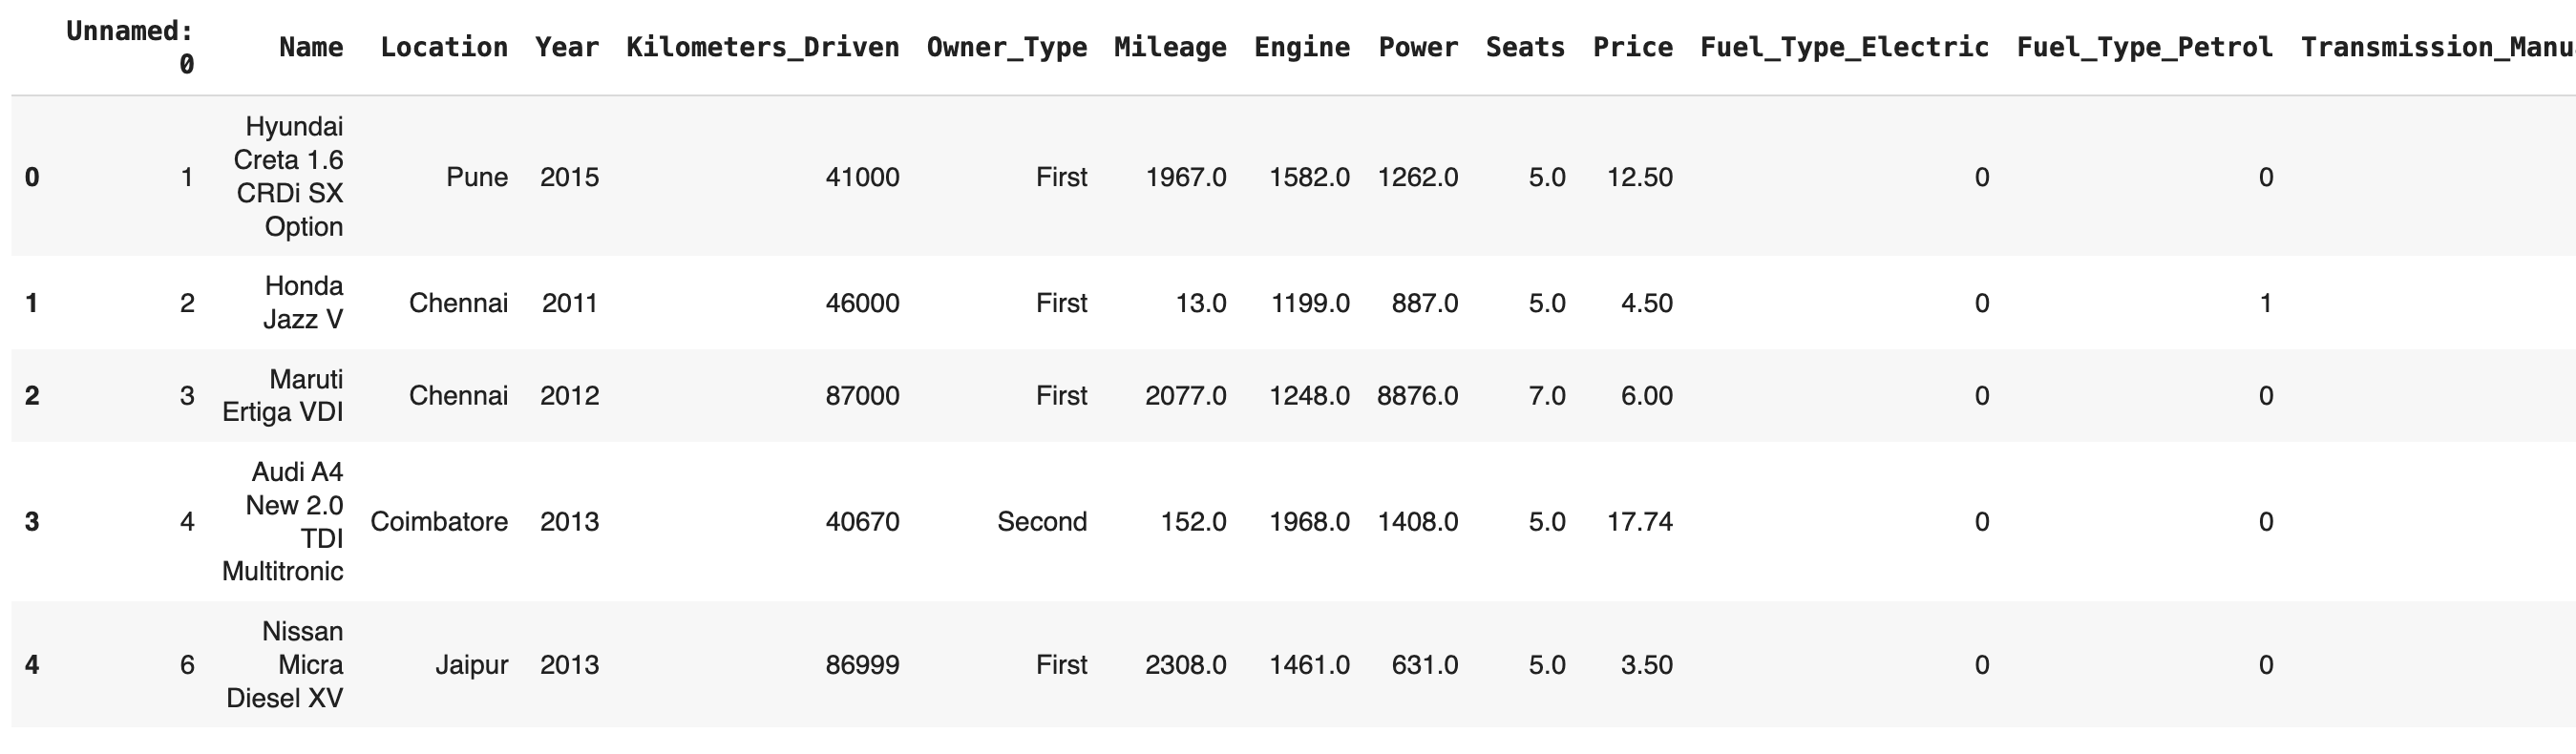 Unnamed: 0 Name Location Year Kilometers_Driven Owner_Type Mileage Engine Power Seats Price Fuel_Type_Electric Fuel_Type_Petrol Transmission_Manu
0 1 Hyundai Creta 1.6 CRDi SX Option Pune 2015 41000 First 1967.0 1582.0 1262.0 5.0 12.50 0 0
1 2 Honda Jazz V Chennai 2011 46000 First 13.0 1199.0 887.0 5.0 4.50 0 1
2 3 Maruti Ertiga VDI Chennai 2012 87000 First 2077.0 1248.0 8876.0 7.0 6.00 0 0
3 4 Audi A4 New 2.0 TDI Multitronic Coimbatore 2013 40670 Second 152.0 1968.0 1408.0 5.0 17.74 0 0
4 6 Nissan Micra Diesel XV Jaipur 2013 86999 First 2308.0 1461.0 631.0 5.0 3.50 0 0